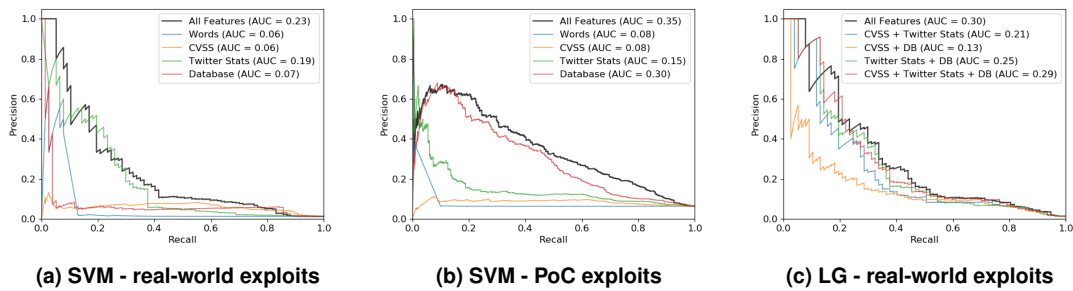 1.0
0.8
0.6
0.4
0.2
0.0
Precision
0.0 0.2 0.4 0.6 0.8 1.0
Recall
All Features (AUC = 0.23)
Words (AUC = 0.06)
CVSS (AUC = 0.06)
Twitter Stats (AUC = 0.19)
Database (AUC = 0.07)
(a) SVM - real-world exploits
1.0
0.8
0.6
0.4
0.2
0.0
Precision
0.0 0.2 0.4 0.6 0.8 1.0
Recall
All Features (AUC = 0.35)
Words (AUC = 0.08)
CVSS (AUC = 0.08)
Twitter Stats (AUC = 0.15)
Database (AUC = 0.30)
(b) SVM - PoC exploits
1.0
0.8
0.6
0.4
0.2
0.0
Precision
0.0 0.2 0.4 0.6 0.8 1.0
Recall
All Features (AUC = 0.30)
CVSS + Twitter Stats (AUC = 0.21)
CVSS + DB (AUC = 0.13)
Twitter Stats + DB (AUC = 0.25)
CVSS + Twitter Stats + DB (AUC = 0.29)
(c) LG - real-world exploits